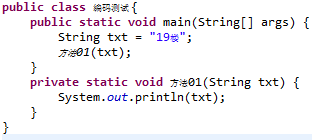 public class 编码测试{
    public static void main(String[] args) {
        String txt = "19楼";
        方法01(txt);
    }
    private static void 方法01(String txt) {
        System.out.println(txt);
    }
}